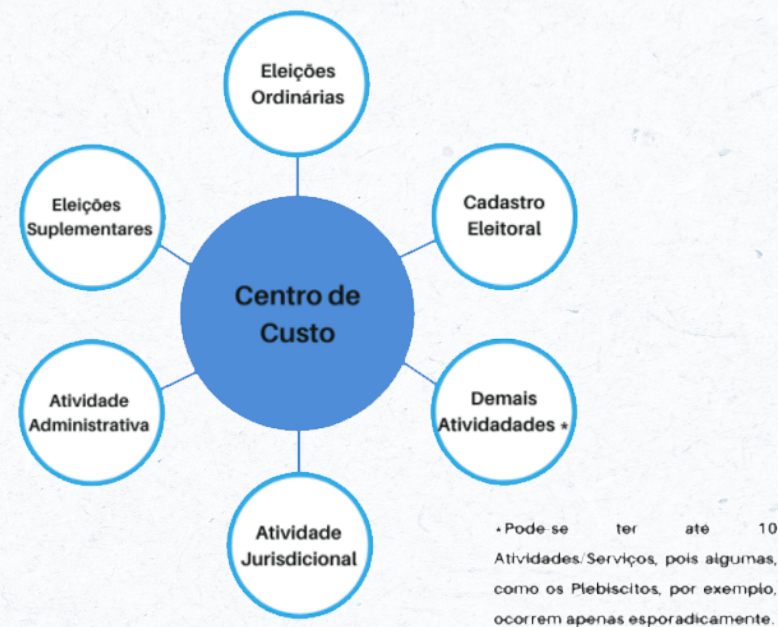 Eleições
Ordinárias
Cadastro
Eleitoral
Eleições
Suplementares
Centro de
Custo
Atividade
Administrativa
Demais
Atividadades *
Atividade
Jurisdicional
*Pode-se ter até 10
Atividades/Serviços, pois algumas,
como os Plebiscitos, por exemplo,
ocorrem apenas esporadicamente.